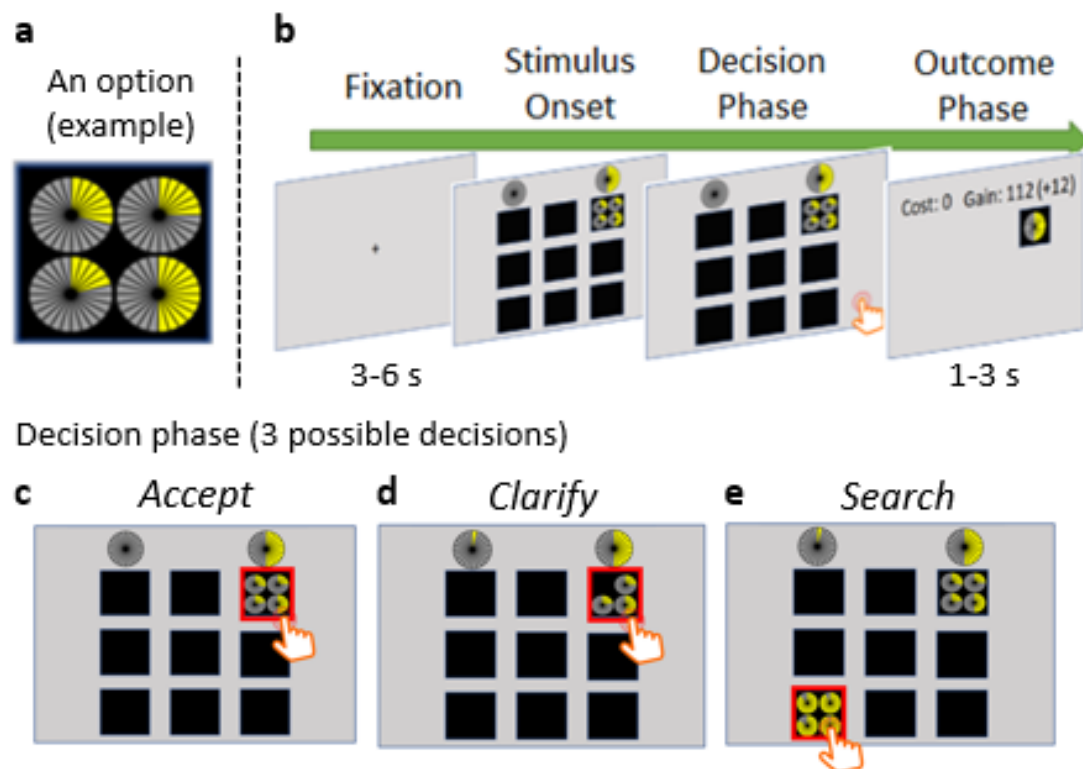 a
An option
(example)
b
Fixation
Stimulus
Onset
Decision
Phase
Outcome
Phase
Cost: 0 Gain: 112 (+12)
3-6 s
1-3 s
Decision phase (3 possible decisions)
c Accept
d Clarify
e Search